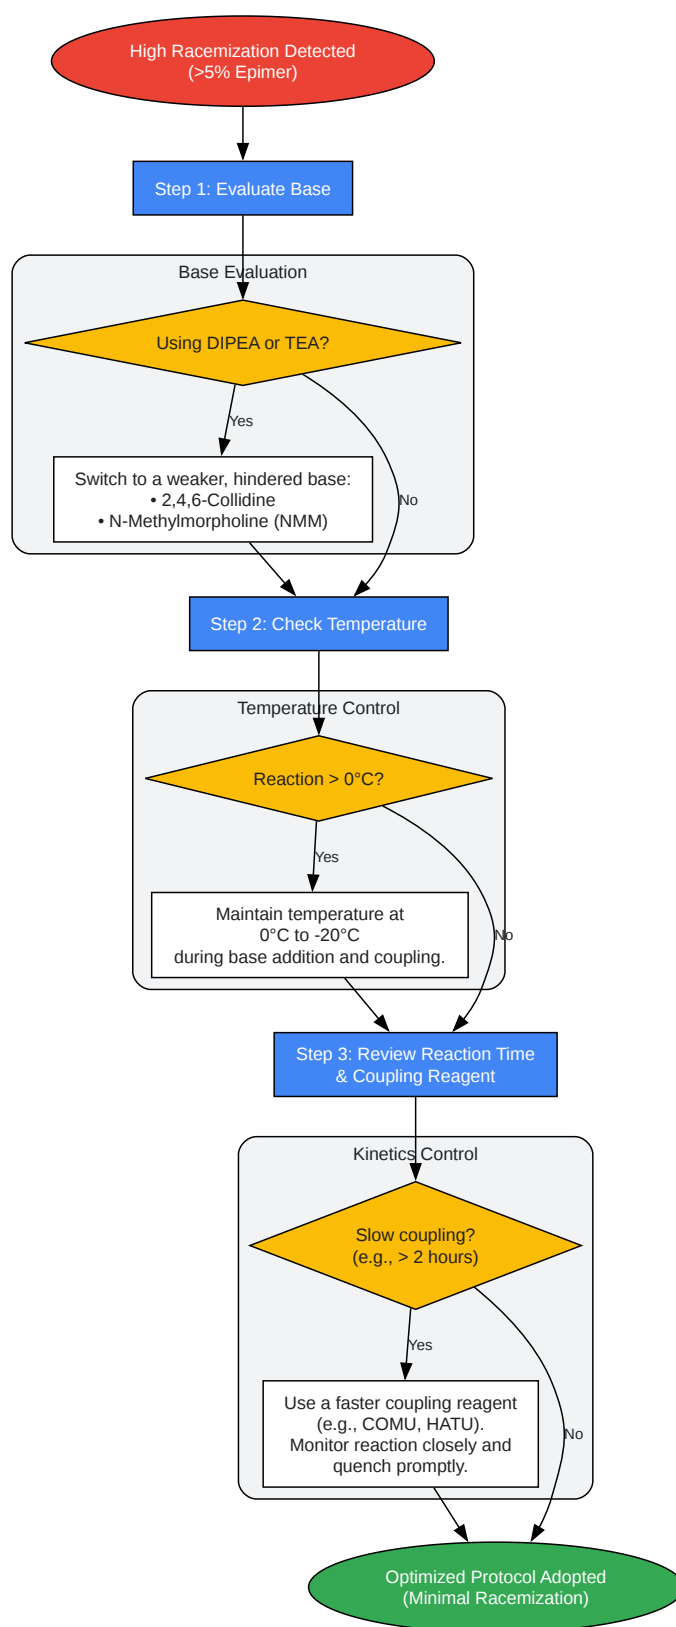 High Racemization Detected
(>5% Epimer)
Step 1: Evaluate Base
Base Evaluation
Using DIPEA or TEA?
Yes
Switch to a weaker, hindered base:
• 2,4,6-Collidine
• N-Methylmorpholine (NMM)
No
Step 2: Check Temperature
Temperature Control
Reaction > 0°C?
Yes
Maintain temperature at
0°C to -20°C
during base addition and coupling.
No
Step 3: Review Reaction Time
& Coupling Reagent
Kinetics Control
Slow coupling?
(e.g., > 2 hours)
Yes
Use a faster coupling reagent
(e.g., COMU, HATU).
Monitor reaction closely and
quench promptly.
No
Optimized Protocol Adopted
(Minimal Racemization)